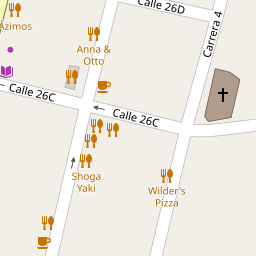 Calle 26D
Carrera 4
Azimos
Anna &
Otto
Calle 26C
Calle 26C
Shoga
Yaki
Wilder's
Pizza